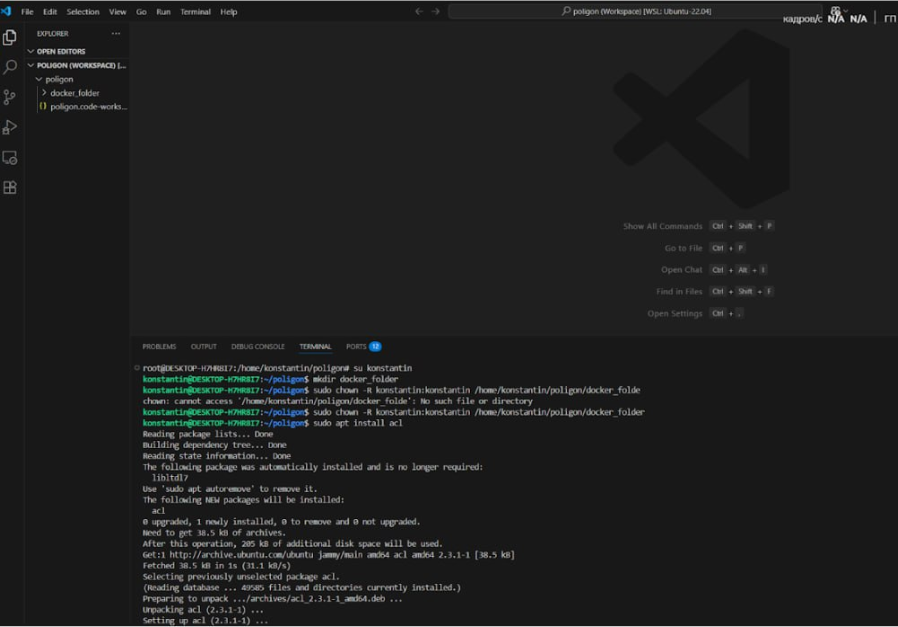 File Edit Selection View Go Run Terminal Help
poligon (Workspace) [WSL: Ubuntu-22.04]
кадров/с N/A N/A | ГП
EXPLORER ...
OPEN EDITORS
POLIGON (WORKSPACE) [...
poligon
docker_folder
{} poligon.code-works...
Show All Commands Ctrl + Shift + P
Go to File Ctrl + P
Open Chat Ctrl + Alt + I
Find in Files Ctrl + Shift + F
Open Settings Ctrl + ,
PROBLEMS OUTPUT DEBUG CONSOLE TERMINAL PORTS 12
root@DESKTOP-H7HR8I7:/home/konstantin/poligon# su konstantin
konstantin@DESKTOP-H7HR8I7:~/poligon$ mkdir docker_folder
konstantin@DESKTOP-H7HR8I7:~/poligon$ sudo chown -R konstantin:konstantin /home/konstantin/poligon/docker_folde
chown: cannot access '/home/konstantin/poligon/docker_folde': No such file or directory
konstantin@DESKTOP-H7HR8I7:~/poligon$ sudo chown -R konstantin:konstantin /home/konstantin/poligon/docker_folder
konstantin@DESKTOP-H7HR8I7:~/poligon$ sudo apt install acl
Reading package lists... Done
Building dependency tree... Done
Reading state information... Done
The following package was automatically installed and is no longer required:
libltdl7
Use 'sudo apt autoremove' to remove it.
The following NEW packages will be installed:
acl
0 upgraded, 1 newly installed, 0 to remove and 0 not upgraded.
Need to get 38.5 kB of archives.
After this operation, 205 kB of additional disk space will be used.
Get:1 http://archive.ubuntu.com/ubuntu jammy/main amd64 acl amd64 2.3.1-1 [38.5 kB]
Fetched 38.5 kB in 1s (31.1 kB/s)
Selecting previously unselected package acl.
(Reading database ... 49585 files and directories currently installed.)
Preparing to unpack .../archives/acl_2.3.1-1_amd64.deb ...
Unpacking acl (2.3.1-1) ...
Setting up acl (2.3.1-1) ...